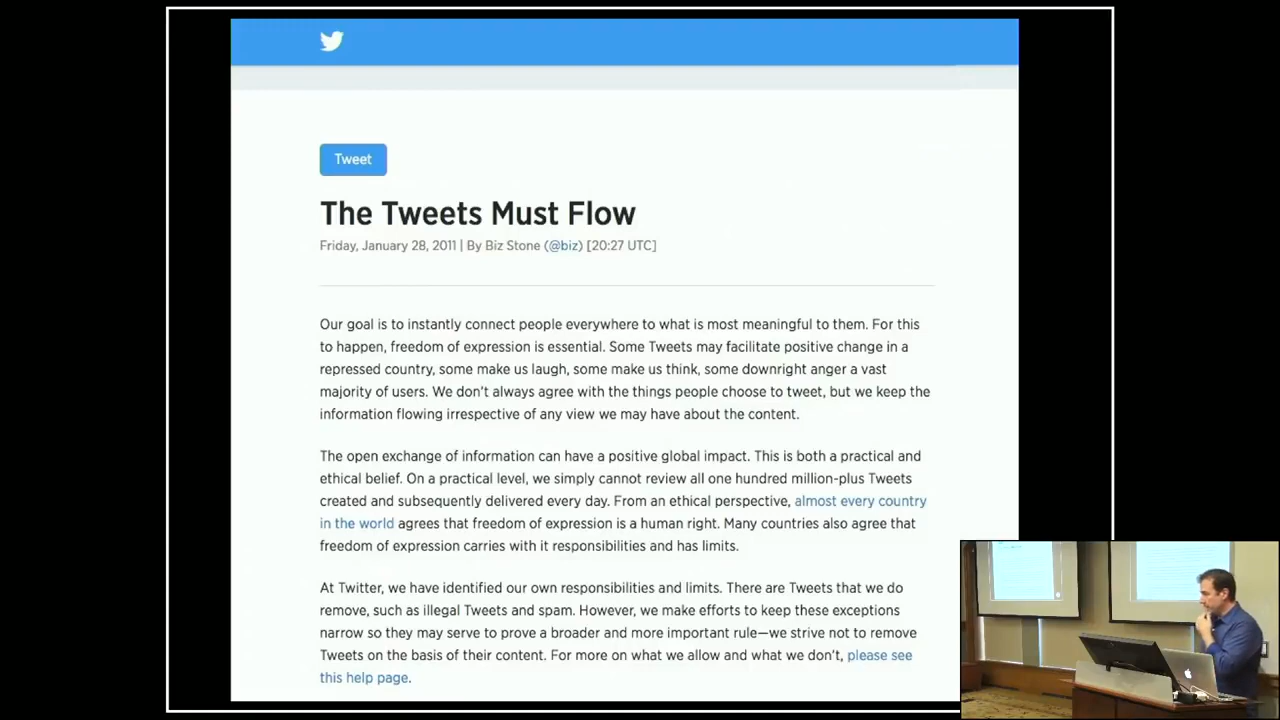 Tweet
The Tweets Must Flow
Friday, January 28, 2011 | By Biz Stone (@biz) [20:27 UTC]
Our goal is to instantly connect people everywhere to what is most meaningful to them. For this
to happen, freedom of expression is essential. Some Tweets may facilitate positive change in a
repressed country, some make us laugh, some make us think, some downright anger a vast
majority of users. We don't always agree with the things people choose to tweet, but we keep the
information flowing irrespective of any view we may have about the content.
The open exchange of information can have a positive global impact. This is both a practical and
ethical belief. On a practical level, we simply cannot review all one hundred million-plus Tweets
created and subsequently delivered every day. From an ethical perspective, almost every country
in the world agrees that freedom of expression is a human right. Many countries also agree that
freedom of expression carries with it responsibilities and has limits.
At Twitter, we have identified our own responsibilities and limits. There are Tweets that we do
remove, such as illegal Tweets and spam. However, we make efforts to keep these exceptions
narrow so they may serve to prove a broader and more important rule—we strive not to remove
Tweets on the basis of their content. For more on what we allow and what we don't, please see
this help page.